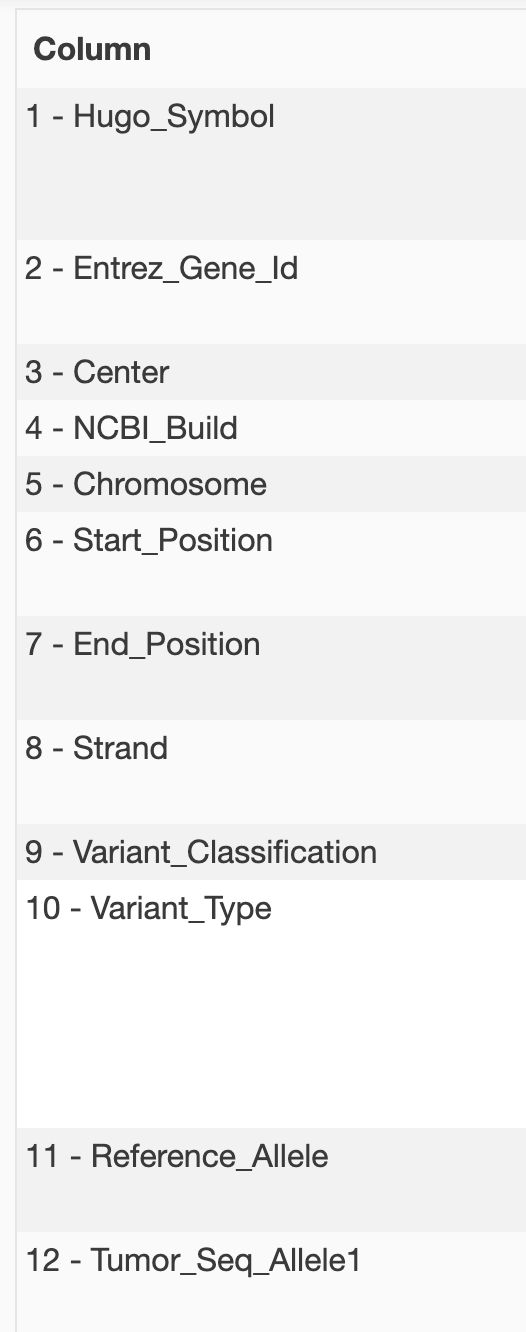 Column
1 - Hugo_Symbol
2 - Entrez_Gene_Id
3 - Center
4 - NCBI_Build
5 - Chromosome
6 - Start_Position
7 - End_Position
8 - Strand
9 - Variant_Classification
10 - Variant_Type
11 - Reference_Allele
12 - Tumor_Seq_Allele1